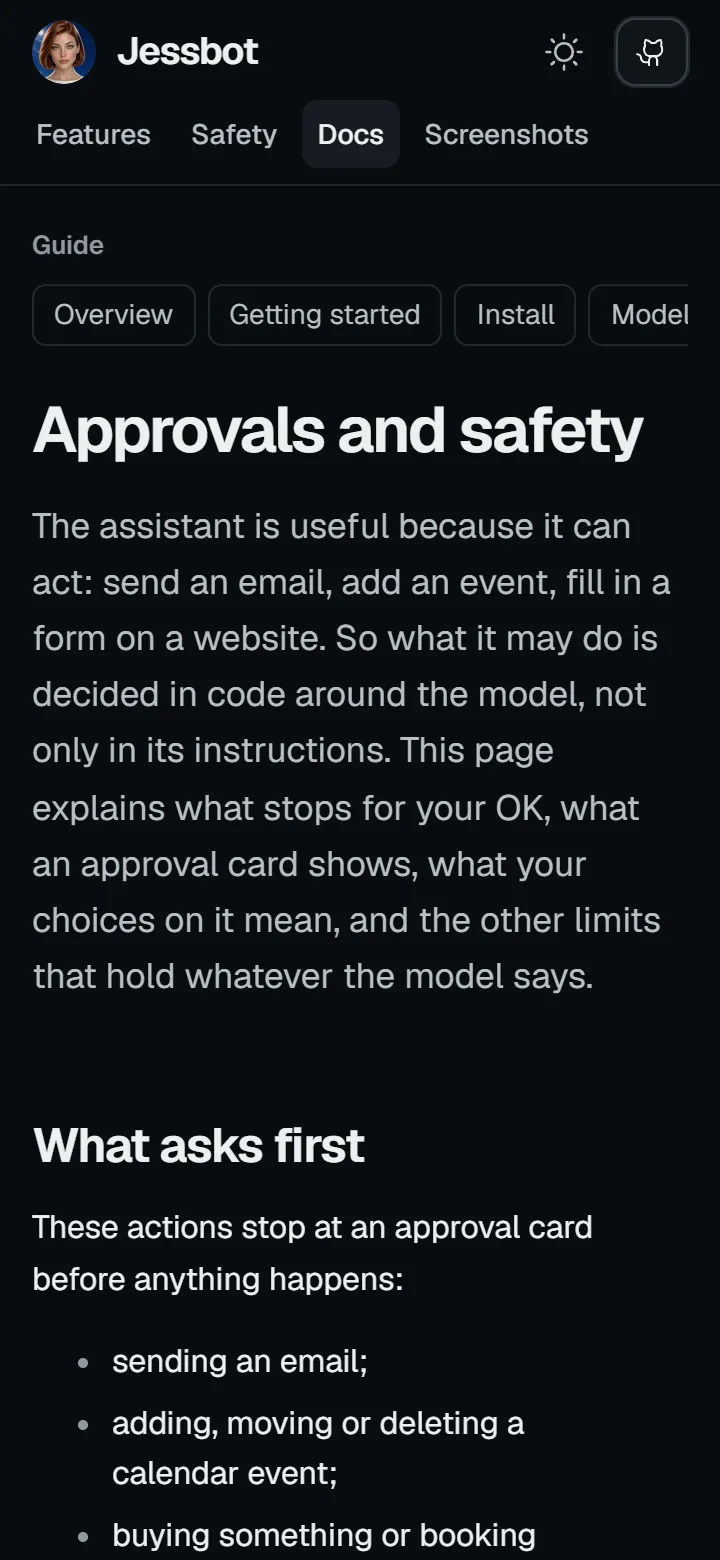 Jessbot
Features Safety Docs Screenshots
Guide
Overview Getting started Install Model
Approvals and safety
The assistant is useful because it can
act: send an email, add an event, fill in a
form on a website. So what it may do is
decided in code around the model, not
only in its instructions. This page
explains what stops for your OK, what
an approval card shows, what your
choices on it mean, and the other limits
that hold whatever the model says.
What asks first
These actions stop at an approval card
before anything happens:
• sending an email;
• adding, moving or deleting a
calendar event;
• buying something or booking